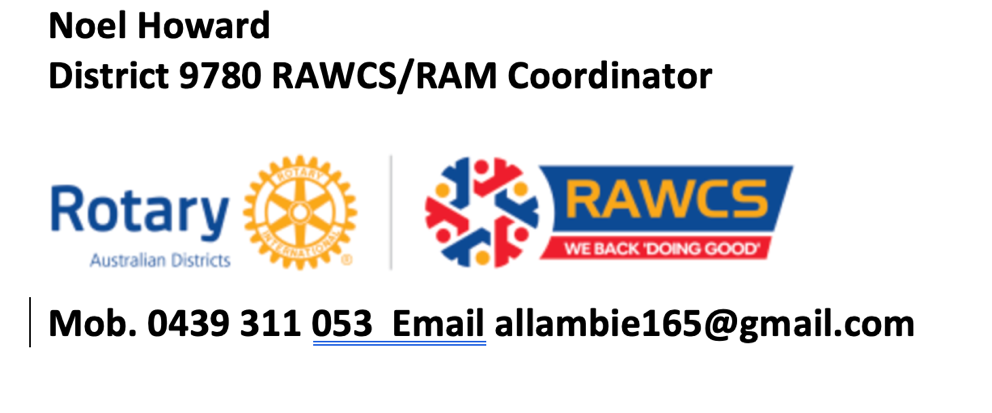 Noel Howard
District 9780 RAWCS/RAM Coordinator
Rotary
Australian Districts
ROTARY
INTERNATIONAL
RAWCS
WE BACK 'DOING GOOD'
Mob. 0439 311 053  Email allambie165@gmail.com